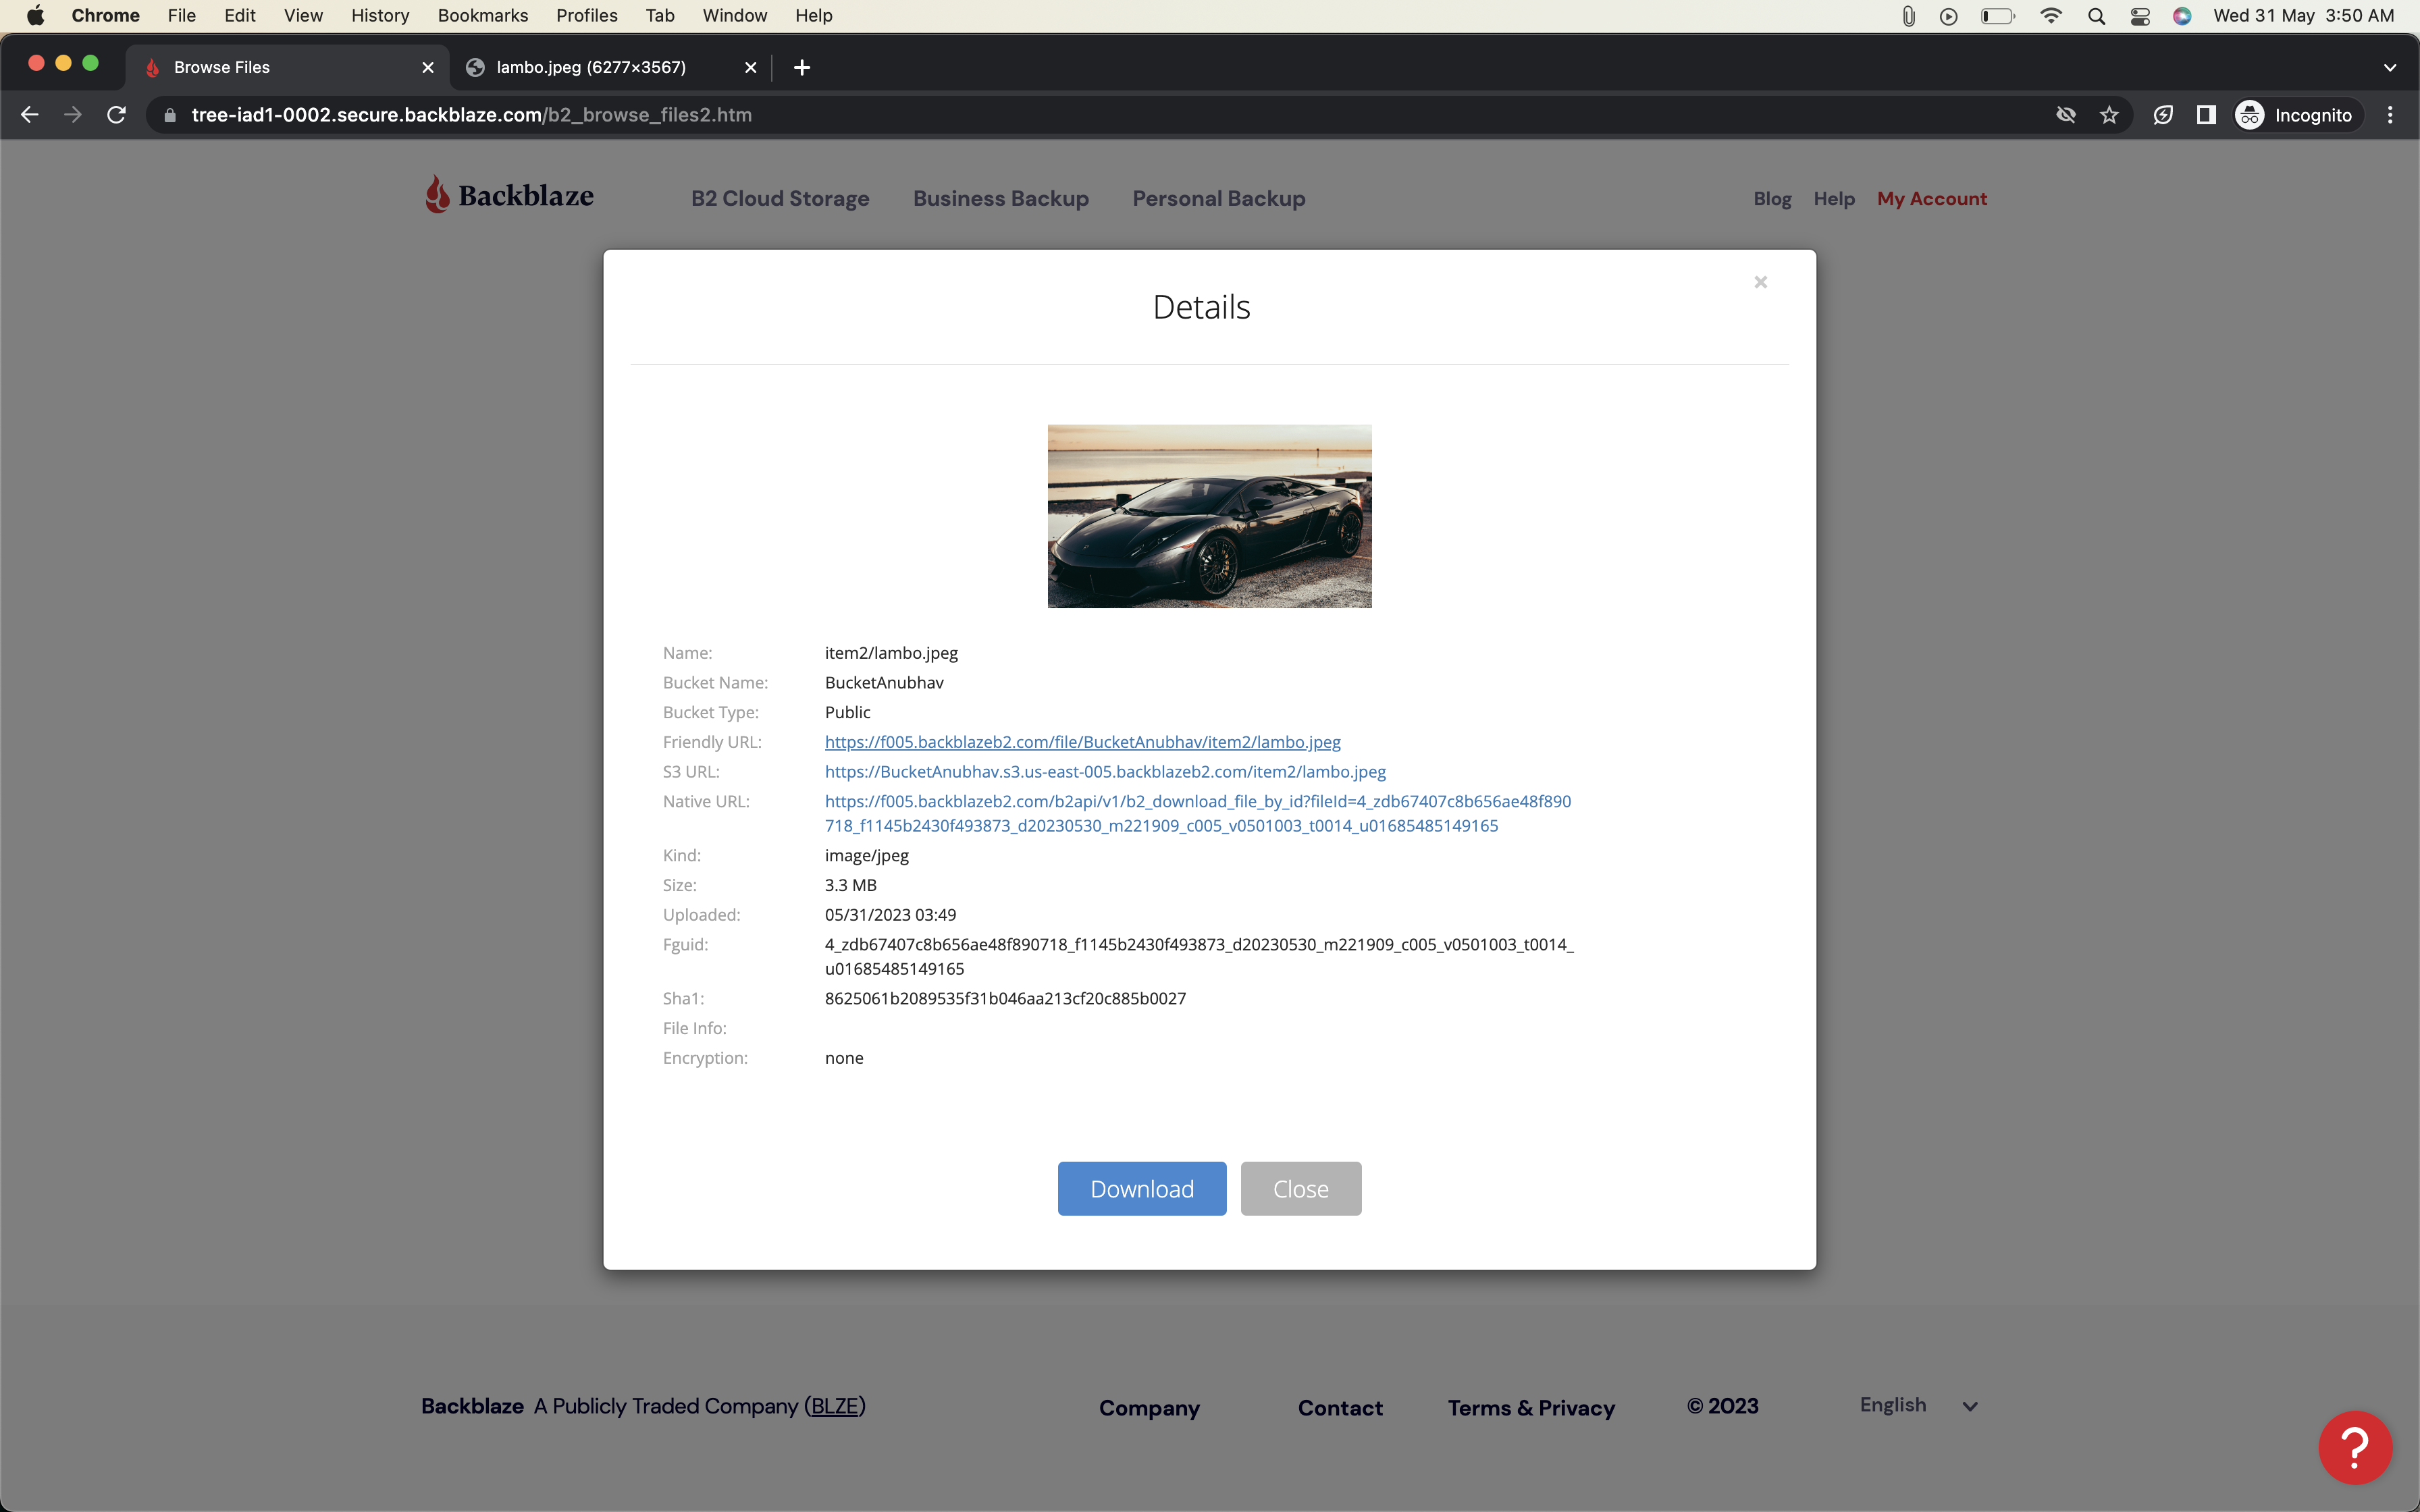 Chrome File Edit View History Bookmarks Profiles Tab Window Help Wed 31 May 3:50 AM
Browse Files lambo.jpeg (6277×3567)
tree-iad1-0002.secure.backblaze.com/b2_browse_files2.htm Incognito
Backblaze B2 Cloud Storage Business Backup Personal Backup Blog Help My Account
Details
Name: item2/lambo.jpeg
Bucket Name: BucketAnubhav
Bucket Type: Public
Friendly URL: https://f005.backblazeb2.com/file/BucketAnubhav/item2/lambo.jpeg
S3 URL: https://BucketAnubhav.s3.us-east-005.backblazeb2.com/item2/lambo.jpeg
Native URL: https://f005.backblazeb2.com/b2api/v1/b2_download_file_by_id?fileId=4_zdb67407c8b656ae48f890
718_f1145b2430f493873_d20230530_m221909_c005_v0501003_t0014_u01685485149165
Kind: image/jpeg
Size: 3.3 MB
Uploaded: 05/31/2023 03:49
Fguid: 4_zdb67407c8b656ae48f890718_f1145b2430f493873_d20230530_m221909_c005_v0501003_t0014_
u01685485149165
Sha1: 8625061b2089535f31b046aa213cf20c885b0027
File Info:
Encryption: none
Download Close
Backblaze A Publicly Traded Company (BLZE) Company Contact Terms & Privacy © 2023 English
?